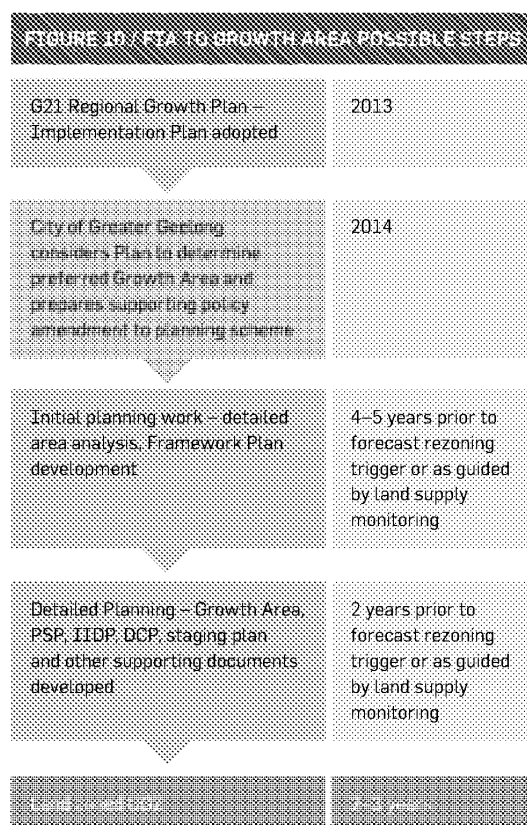 FIGURE 10 / FIA TO GROWTH AREA POSSIBLE STEPS
G21 Regional Growth Plan –
Implementation Plan adopted
2013
City of Greater Geelong
considers Plan to determine
preferred Growth Area and
prepares supporting policy
amendment to planning scheme
2014
Initial planning work – detailed
area analysis, Framework Plan
development
4–5 years prior to
forecast rezoning
trigger or as guided
by land supply
monitoring
Detailed Planning – Growth Area,
PSP, IIDP, DCP, staging plan
and other supporting documents
developed
2 years prior to
forecast rezoning
trigger or as guided
by land supply
monitoring